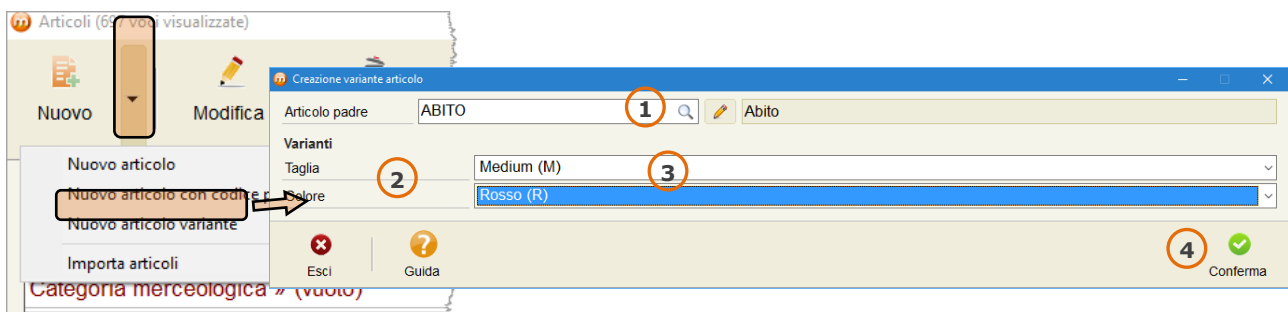 Articoli (697 voci visualizzate)
Nuovo
Modifica
Nuovo articolo
Nuovo articolo con codice p
Nuovo articolo variante
Importa articoli
Categoria merceologica » (vuoto)
Creazione variante articolo
Articolo padre ABITO 1 Abito
Varianti
Taglia Medium (M)
2 3
Colore Rosso (R)
Esci
Guida
4
Conferma